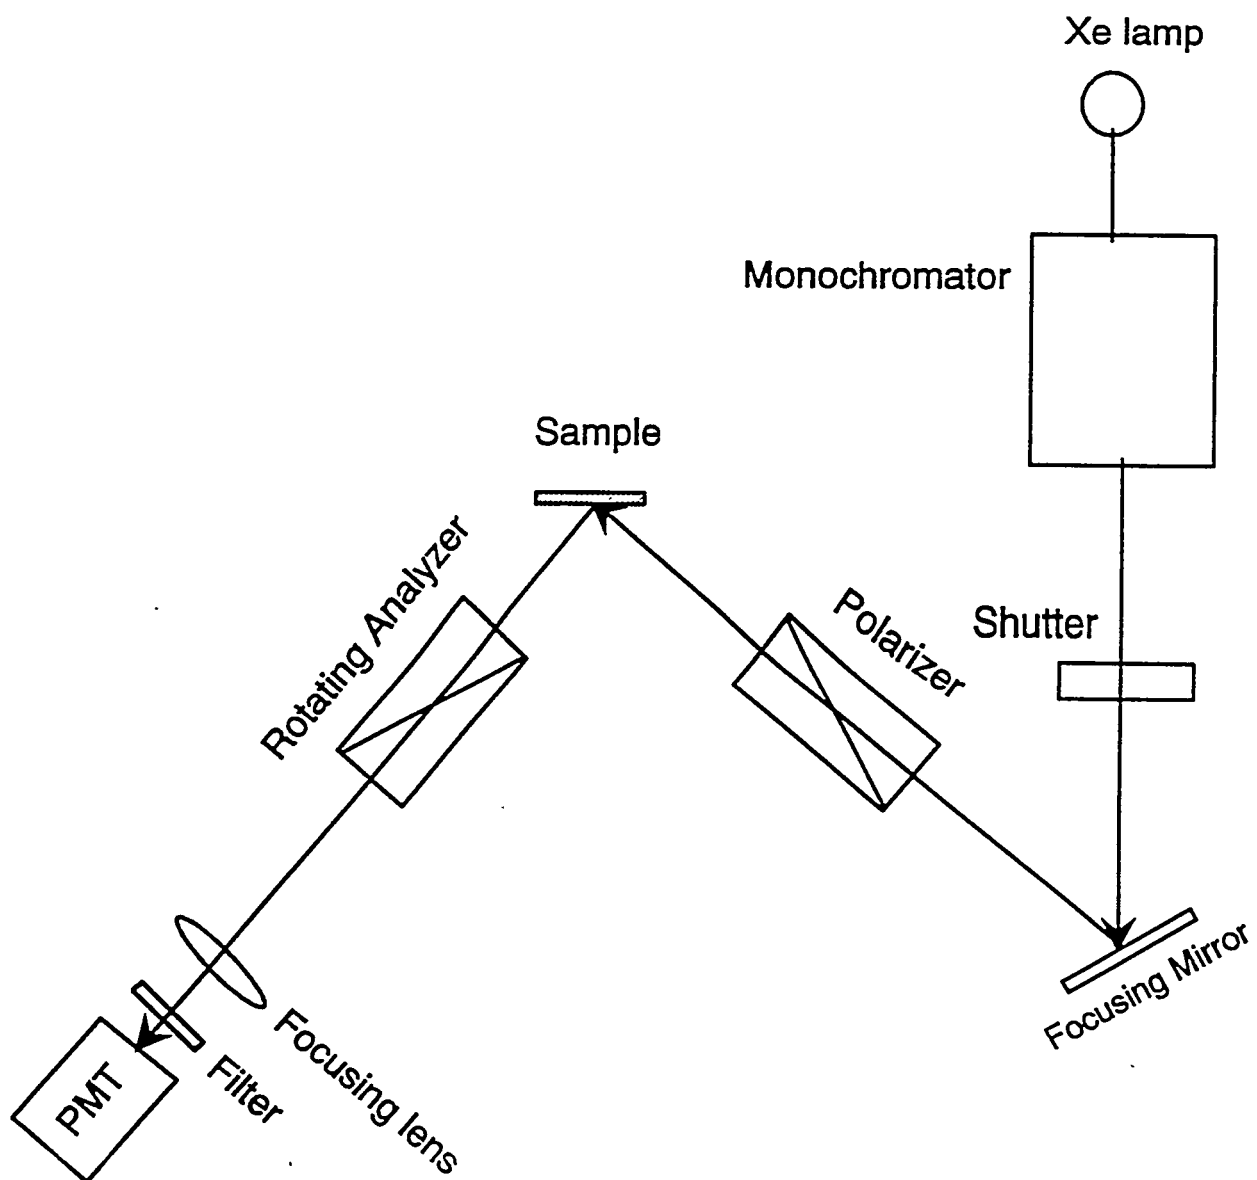 Xe lamp
Monochromator
Sample
Shutter
Polarizer
Rotating Analyzer
Focusing Mirror
Focusing lens
Filter
PMT